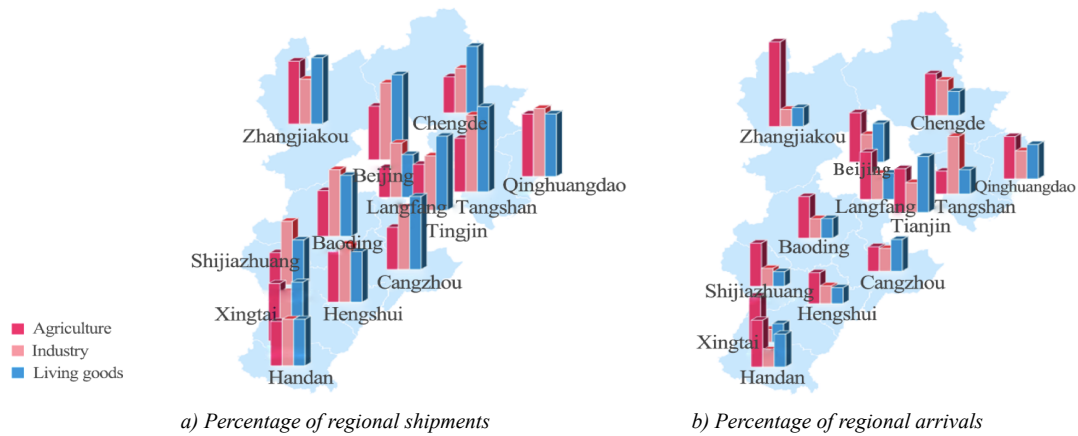 Zhangjiakou
Chengde
Beijing
Qinghuangdao
Langfang
Tangshan
Tingjin
Baoding
Shijiazhuang
Cangzhou
Xingtai
Hengshui
Handan
Agriculture
Industry
Living goods
a) Percentage of regional shipments
Zhangjiakou
Chengde
Beijing
Qinghuangdao
Langfang
Tangshan
Tianjin
Baoding
Cangzhou
Shijiazhuang
Hengshui
Xingtai
Handan
b) Percentage of regional arrivals